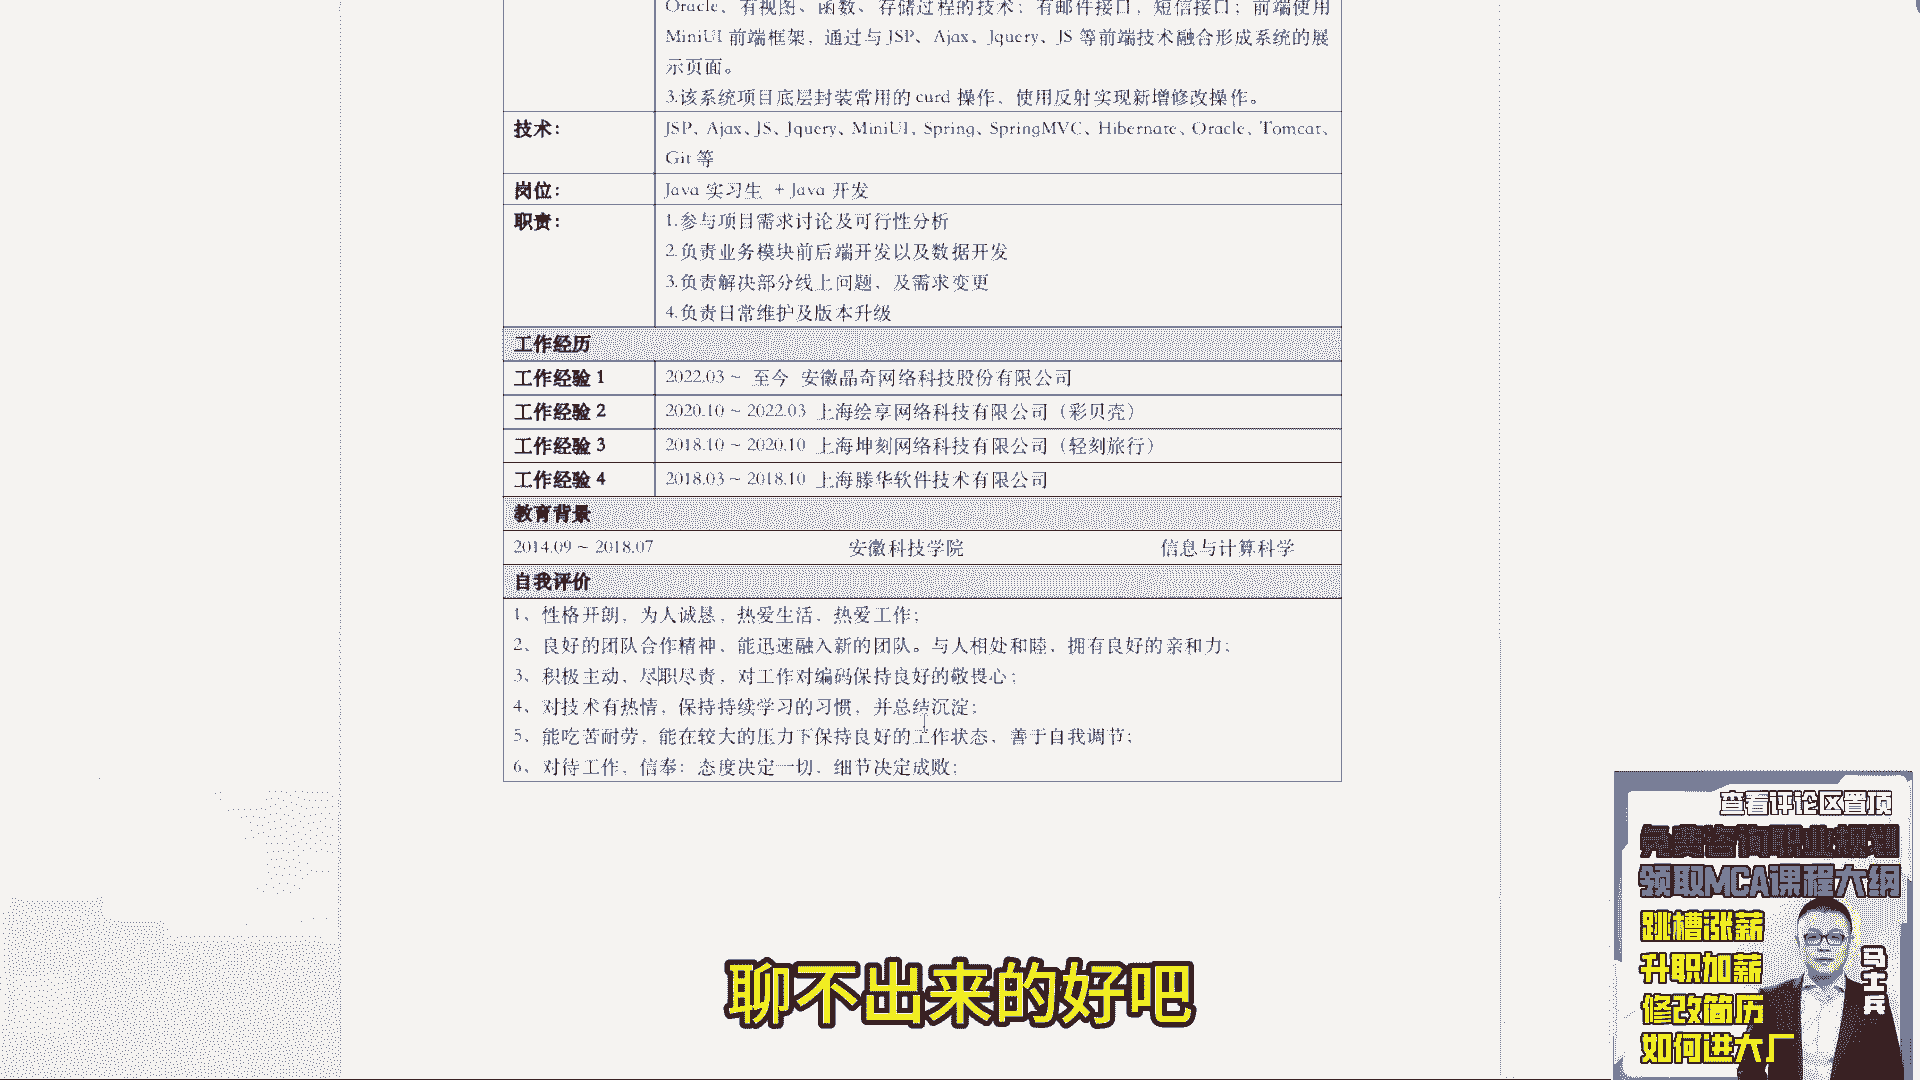 Oracle、有视图、函数、存储过程的技术；有邮件接口，短信接口；前端使用
MiniUI 前端框架，通过与 JSP、Ajax、Jquery、JS 等前端技术融合形成系统的展
示页面。
3.该系统项目底层封装常用的 curd 操作，使用反射实现新增修改操作。
技术： JSP、Ajax、JS、Jquery、MiniUI、Spring、SpringMVC、Hibernate、Oracle、Tomcat、
Git 等
岗位： Java 实习生 + Java 开发
职责： 1.参与项目需求讨论及可行性分析
2.负责业务模块前后端开发以及数据开发
3.负责解决部分线上问题，及需求变更
4.负责日常维护及版本升级
工作经历
工作经验 1 2022.03 ~ 至今 安徽晶奇网络科技股份有限公司
工作经验 2 2020.10 ~ 2022.03 上海绘享网络科技有限公司（彩贝壳）
工作经验 3 2018.10 ~ 2020.10 上海坤刻网络科技有限公司（轻刻旅行）
工作经验 4 2018.03 ~ 2018.10 上海滕华软件技术有限公司
教育背景
2014.09 ~ 2018.07 安徽科技学院 信息与计算科学
自我评价
1、性格开朗，为人诚恳，热爱生活，热爱工作；
2、良好的团队合作精神，能迅速融入新的团队。与人相处和睦，拥有良好的亲和力；
3、积极主动，尽职尽责，对工作对编码保持良好的敬畏心；
4、对技术有热情，保持持续学习的习惯，并总结沉淀；
5、能吃苦耐劳，能在较大的压力下保持良好的工作状态，善于自我调节；
6、对待工作，信奉：态度决定一切，细节决定成败；
查看评论区置顶
免费咨询职业规划
领取MCA课程大纲
跳槽涨薪
升职加薪
修改简历
如何进大厂
马士兵
聊不出来的好吧